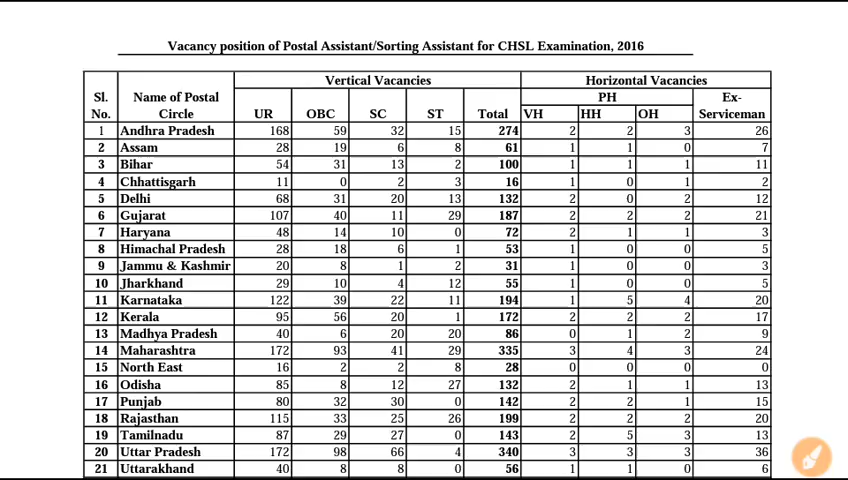 Vacancy position of Postal Assistant/Sorting Assistant for CHSL Examination, 2016
Vertical Vacancies Horizontal Vacancies
Sl. Name of Postal PH Ex-
No. Circle UR OBC SC ST Total VH HH OH Serviceman
1 Andhra Pradesh 168 59 32 15 274 2 2 3 26
2 Assam 28 19 6 8 61 1 1 0 7
3 Bihar 54 31 13 2 100 1 1 1 11
4 Chhattisgarh 11 0 2 3 16 1 0 1 2
5 Delhi 68 31 20 13 132 2 0 2 12
6 Gujarat 107 40 11 29 187 2 2 2 21
7 Haryana 48 14 10 0 72 2 1 1 3
8 Himachal Pradesh 28 18 6 1 53 1 0 0 5
9 Jammu & Kashmir 20 8 1 2 31 1 0 0 3
10 Jharkhand 29 10 4 12 55 1 0 0 5
11 Karnataka 122 39 22 11 194 1 5 4 20
12 Kerala 95 56 20 1 172 2 2 2 17
13 Madhya Pradesh 40 6 20 20 86 0 1 2 9
14 Maharashtra 172 93 41 29 335 3 4 3 24
15 North East 16 2 2 8 28 0 0 0 0
16 Odisha 85 8 12 27 132 2 1 1 13
17 Punjab 80 32 30 0 142 2 2 1 15
18 Rajasthan 115 33 25 26 199 2 2 2 20
19 Tamilnadu 87 29 27 0 143 2 5 3 13
20 Uttar Pradesh 172 98 66 4 340 3 3 3 36
21 Uttarakhand 40 8 8 0 56 1 1 0 6